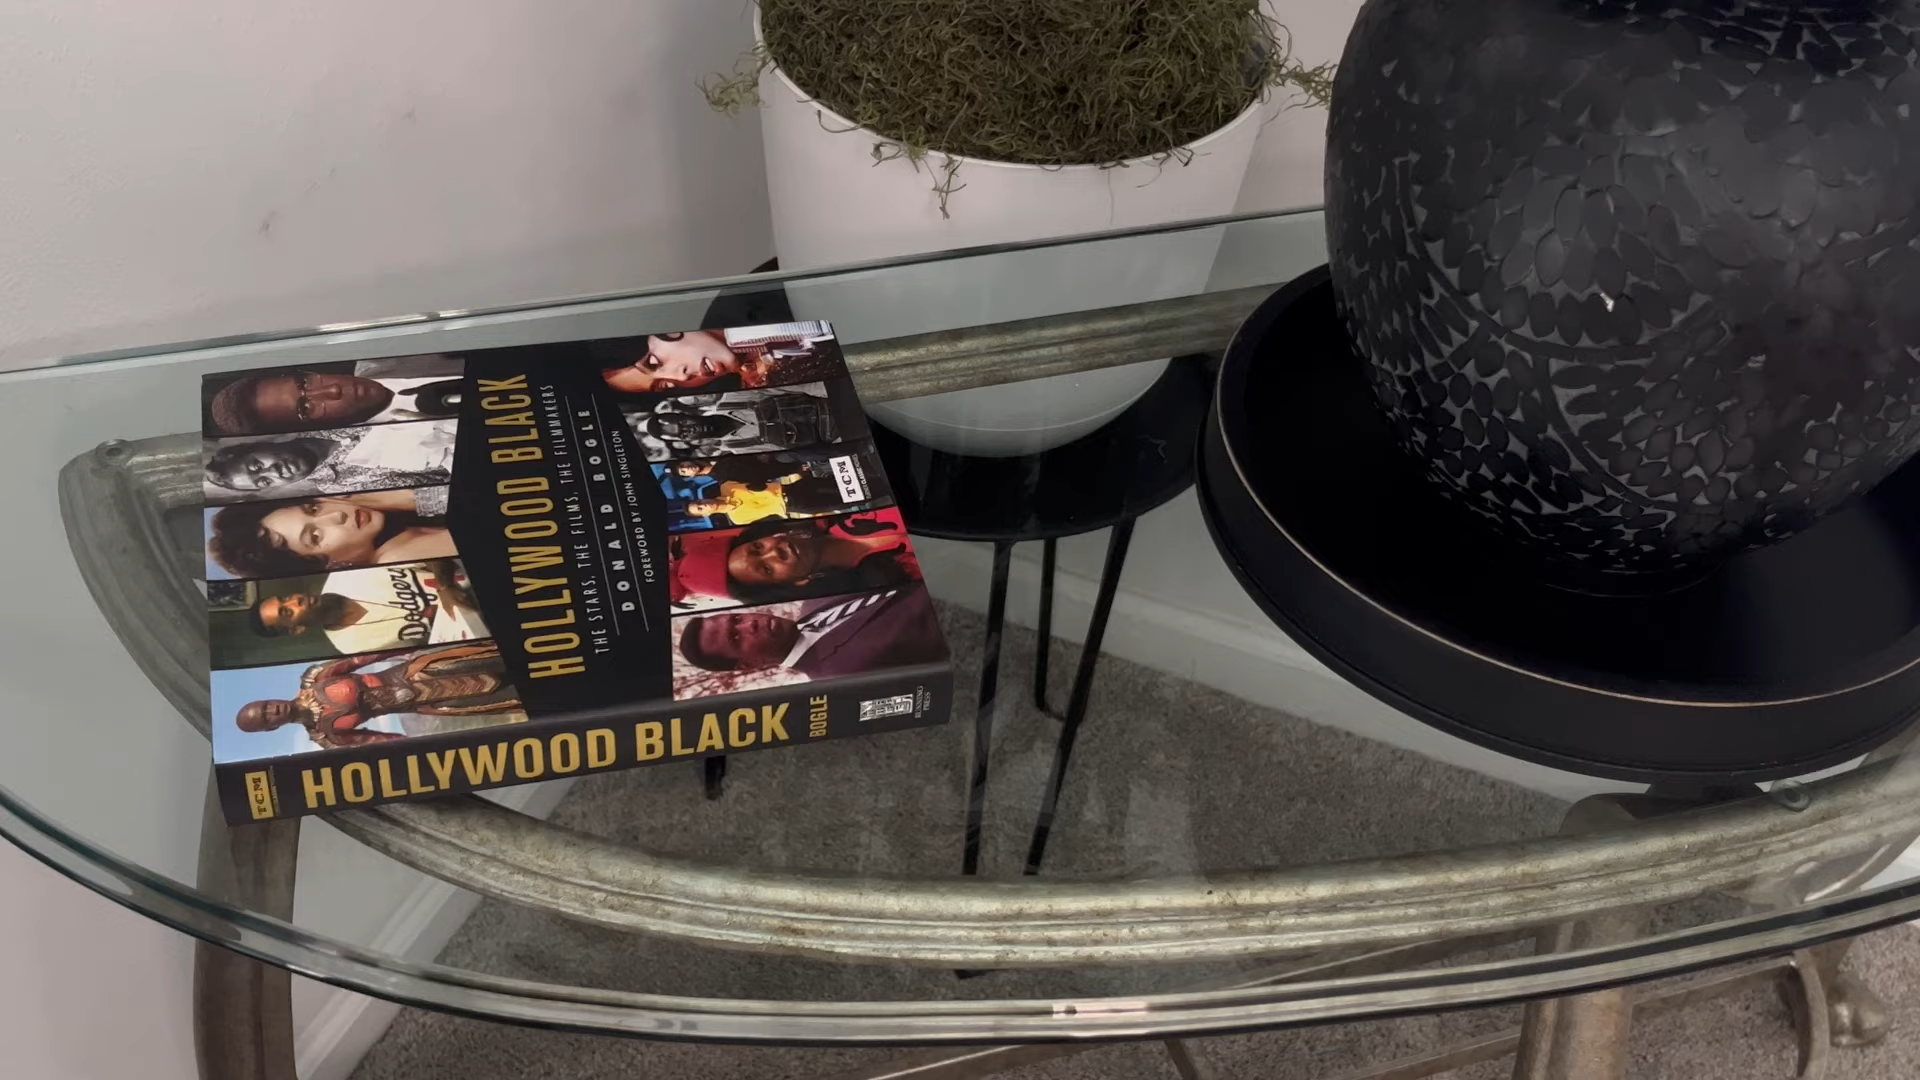 HOLLYWOOD BLACK
THE STARS, THE FILMS, THE FILMMAKERS
DONALD BOGLE
FOREWORD BY JOHN SINGLETON
TCM
Dodgers
TCM
HOLLYWOOD BLACK
BOGLE
RUNNING
PRESS